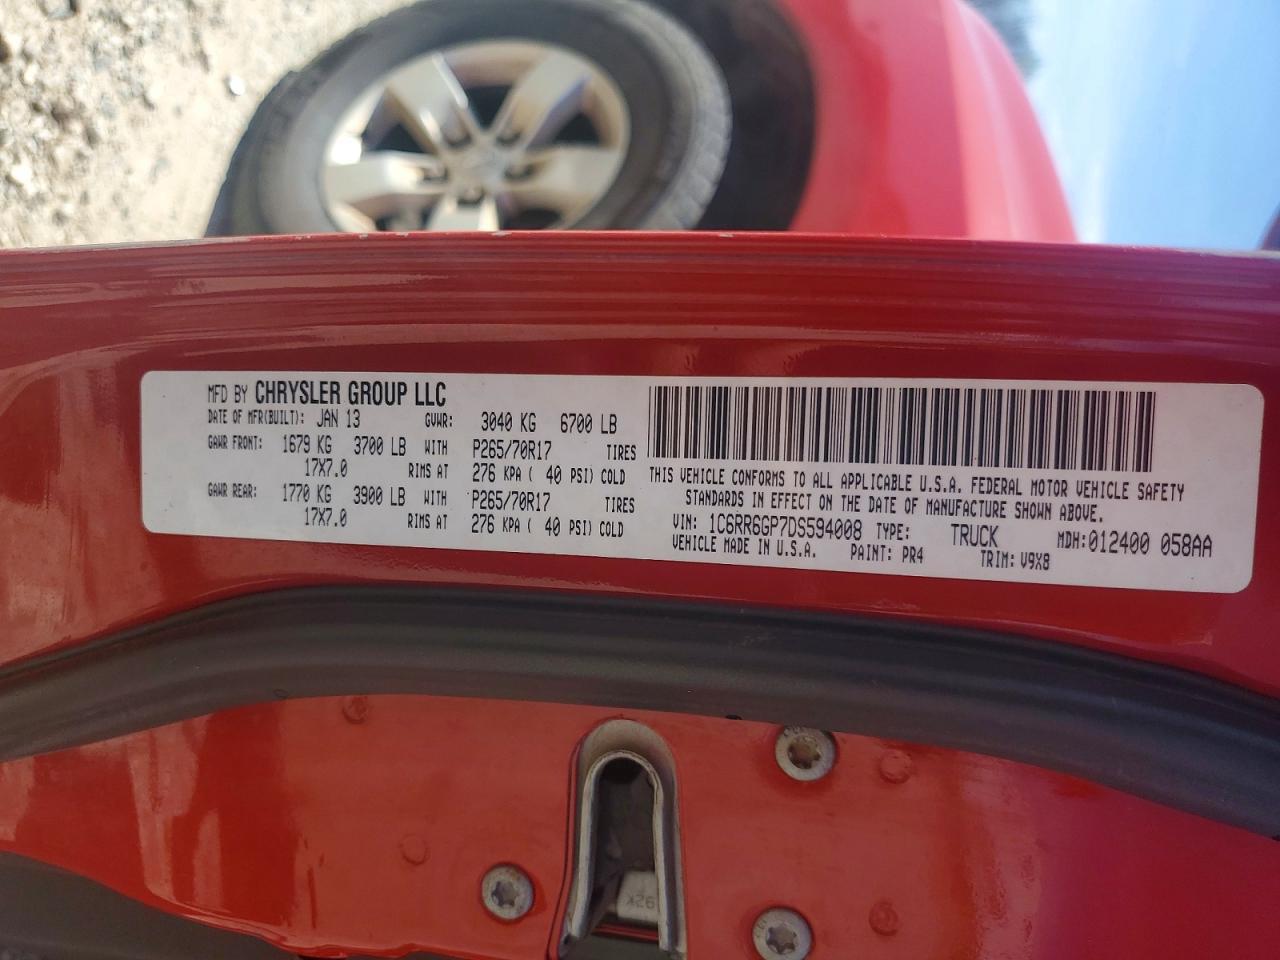 MFD BY CHRYSLER GROUP LLC
DATE OF MFR(BUILT): JAN 13 GVWR: 3040 KG 6700 LB
GAWR FRONT: 1679 KG 3700 LB WITH P265/70R17 TIRES
17X7.0 RIMS AT 276 KPA ( 40 PSI) COLD
GAWR REAR: 1770 KG 3900 LB WITH P265/70R17 TIRES
17X7.0 RIMS AT 276 KPA ( 40 PSI) COLD
THIS VEHICLE CONFORMS TO ALL APPLICABLE U.S.A. FEDERAL MOTOR VEHICLE SAFETY
STANDARDS IN EFFECT ON THE DATE OF MANUFACTURE SHOWN ABOVE.
VIN: 1C6RR6GP7DS594008 TYPE: TRUCK MDH:012400 058AA
VEHICLE MADE IN U.S.A. PAINT: PR4 TRIM: V9X8